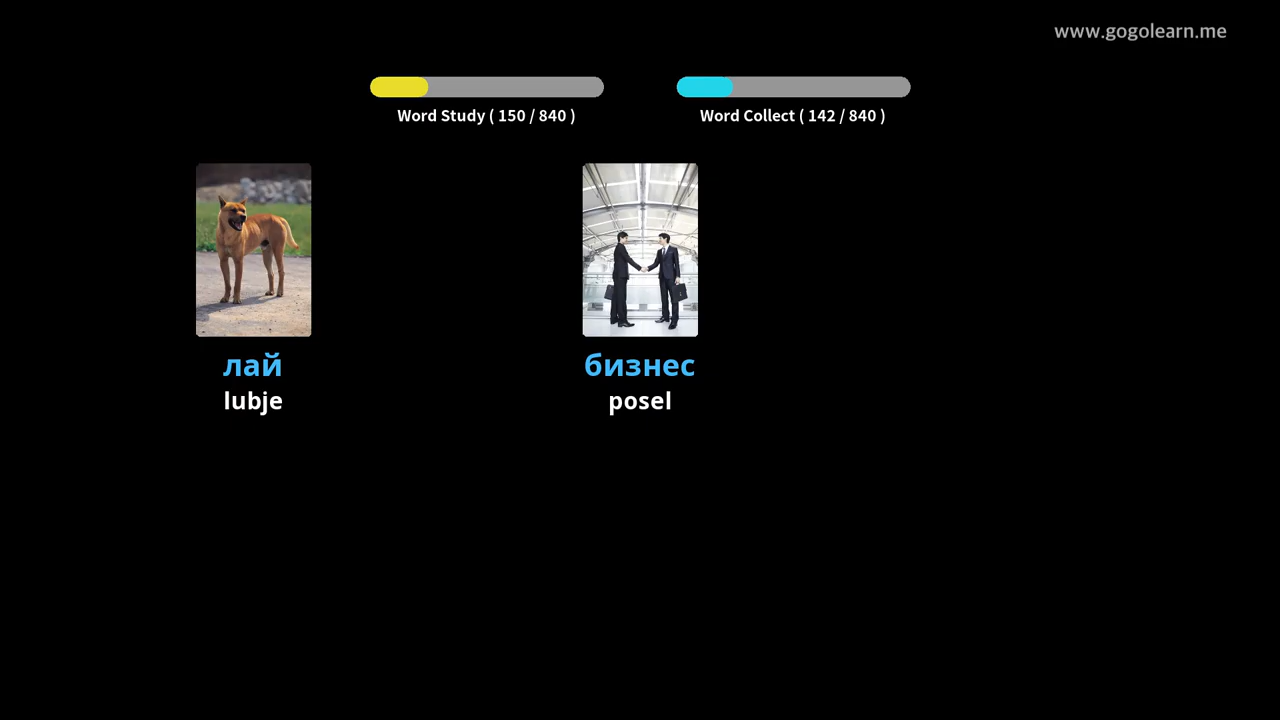 www.gogolearn.me
Word Study ( 150 / 840 )
Word Collect ( 142 / 840 )
лай
lubje
бизнес
posel